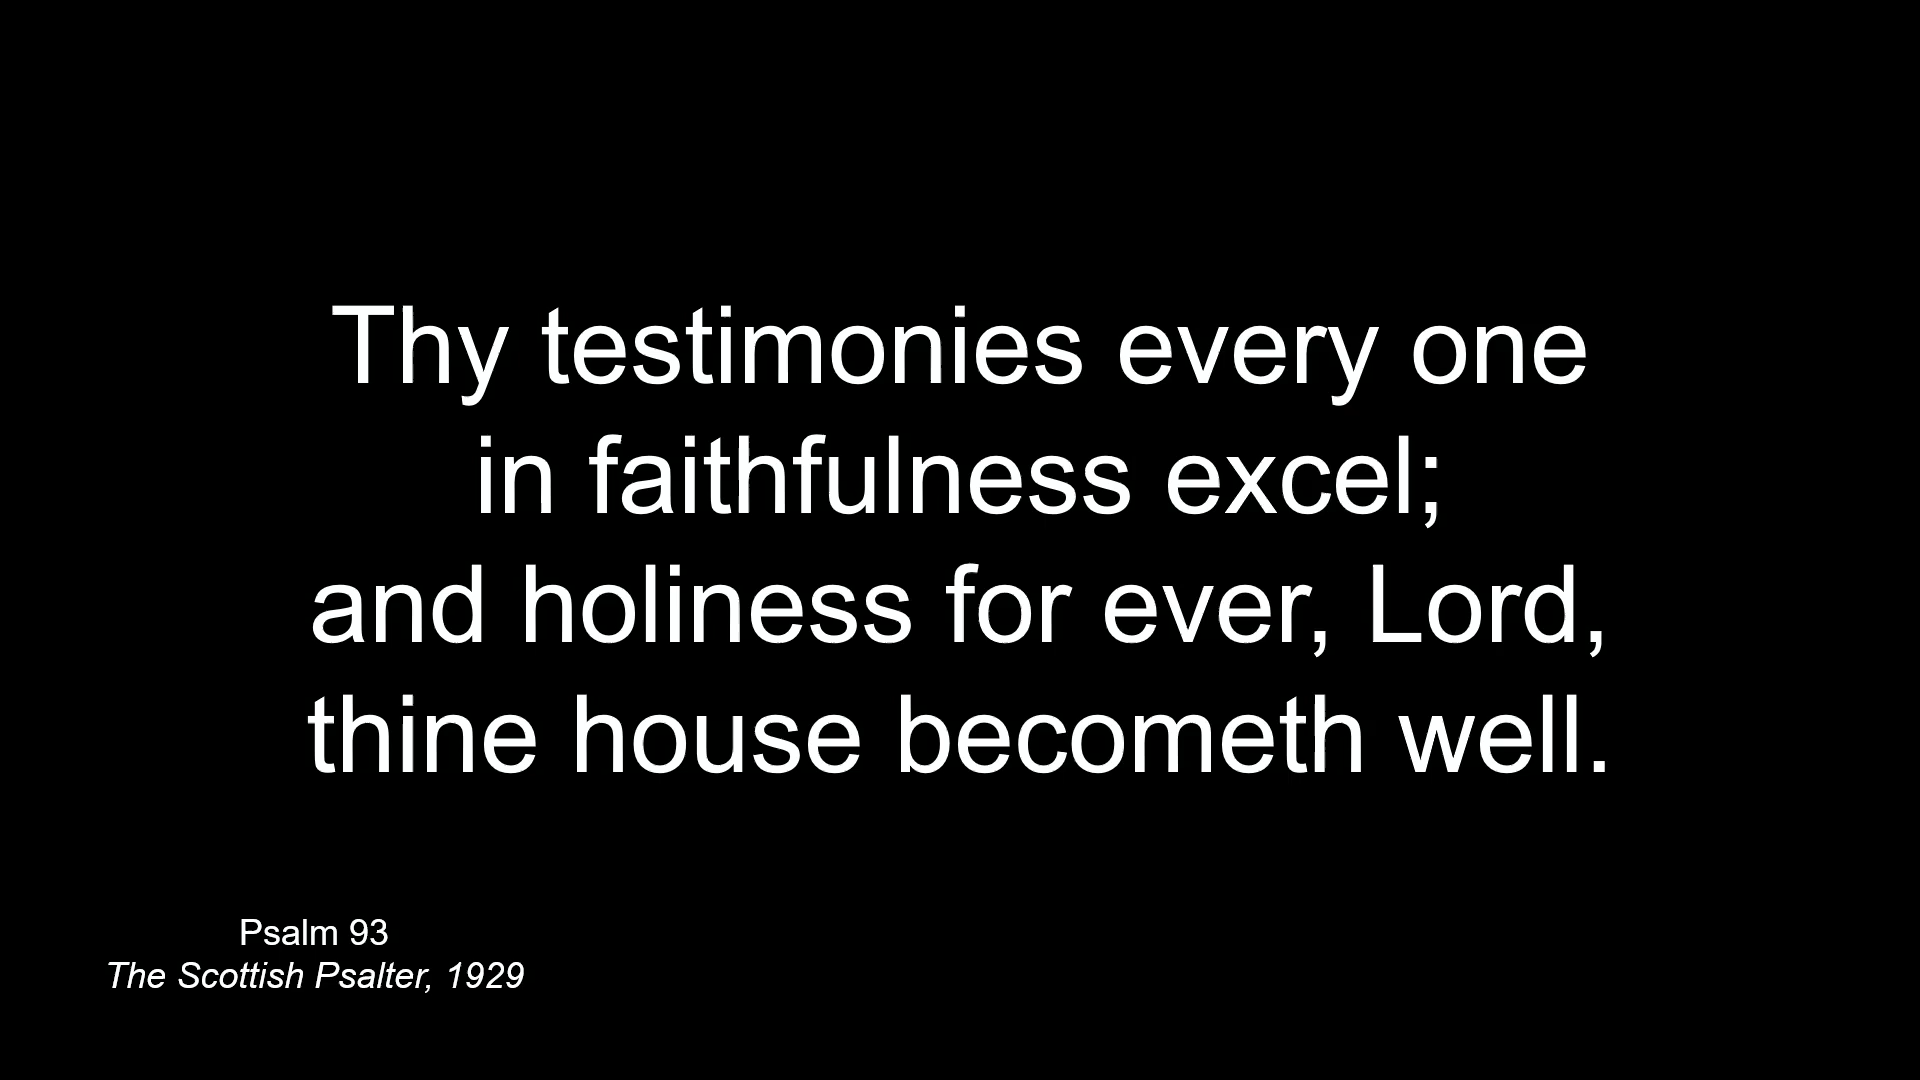 Thy testimonies every one
in faithfulness excel;
and holiness for ever, Lord,
thine house becometh well.
Psalm 93
The Scottish Psalter, 1929